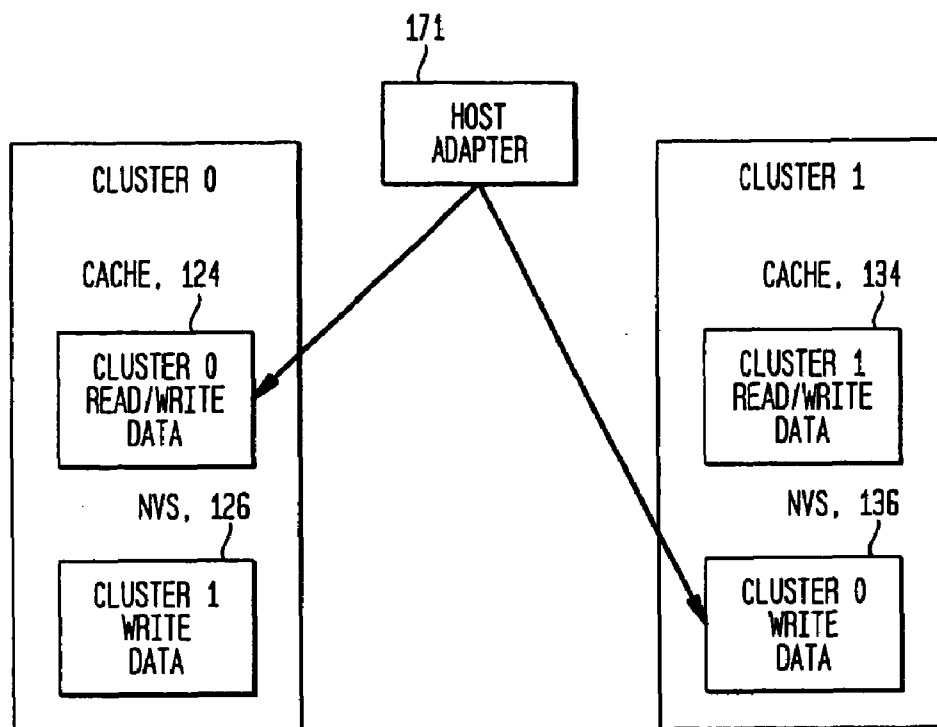 171
HOST
ADAPTER
CLUSTER 0
CACHE, 124
CLUSTER 0
READ/WRITE
DATA
NVS, 126
CLUSTER 1
WRITE
DATA
CLUSTER 1
CACHE, 134
CLUSTER 1
READ/WRITE
DATA
NVS, 136
CLUSTER 0
WRITE
DATA